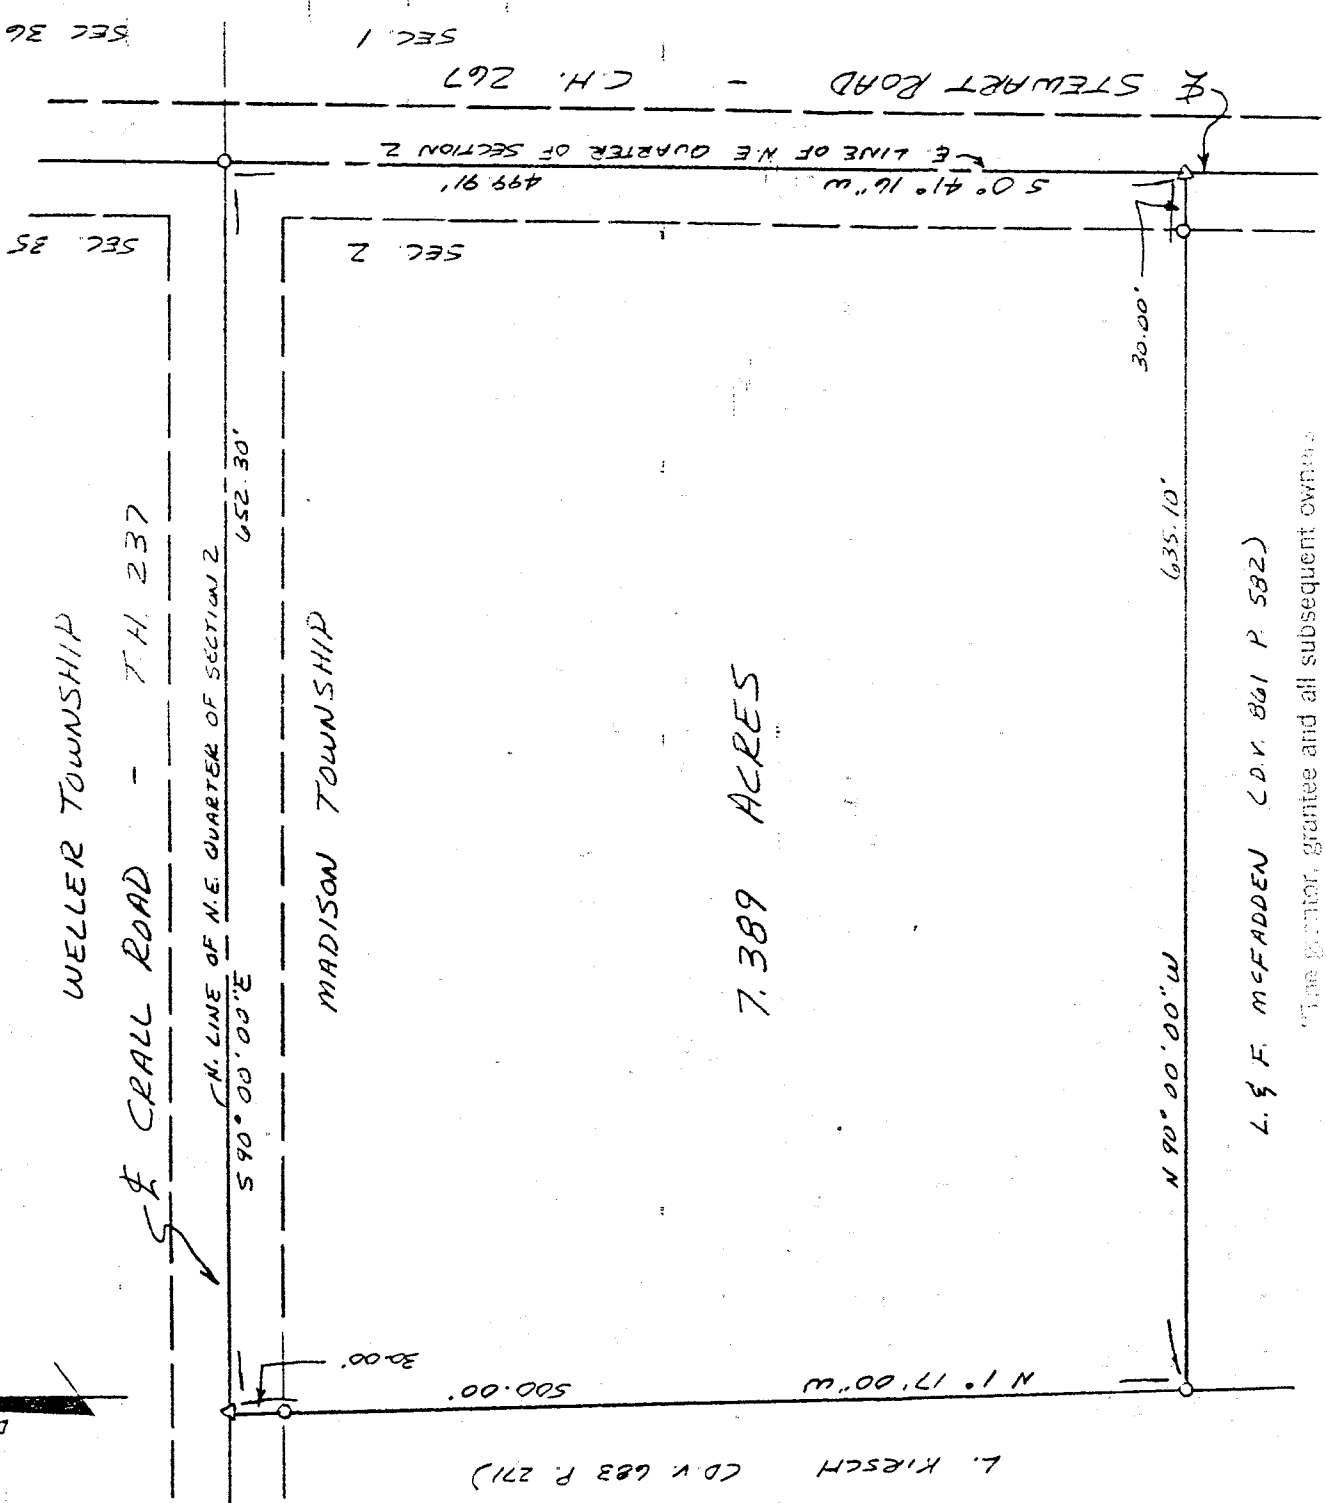 SEC 36
SEC. 1
℄ STEWART ROAD - C.H. 267
E. LINE OF N.E. QUARTER OF SECTION 2
S 0° 41' 16" W 499.91'
SEC 35
SEC. 2
30.00'
WELLER TOWNSHIP
℄ CRALL ROAD - T.H. 237
N. LINE OF N.E. QUARTER OF SECTION 2
S 90° 00' 00" E 652.30'
MADISON TOWNSHIP
7.389 ACRES
N 90° 00' 00" W 635.10'
L. & F. McFADDEN (D.V. 861 P. 582)
grantee and all subsequent owners
30.00'
N 1° 17' 00" W 500.00'
L. KIRSCH (D.V. 683 P. 271)